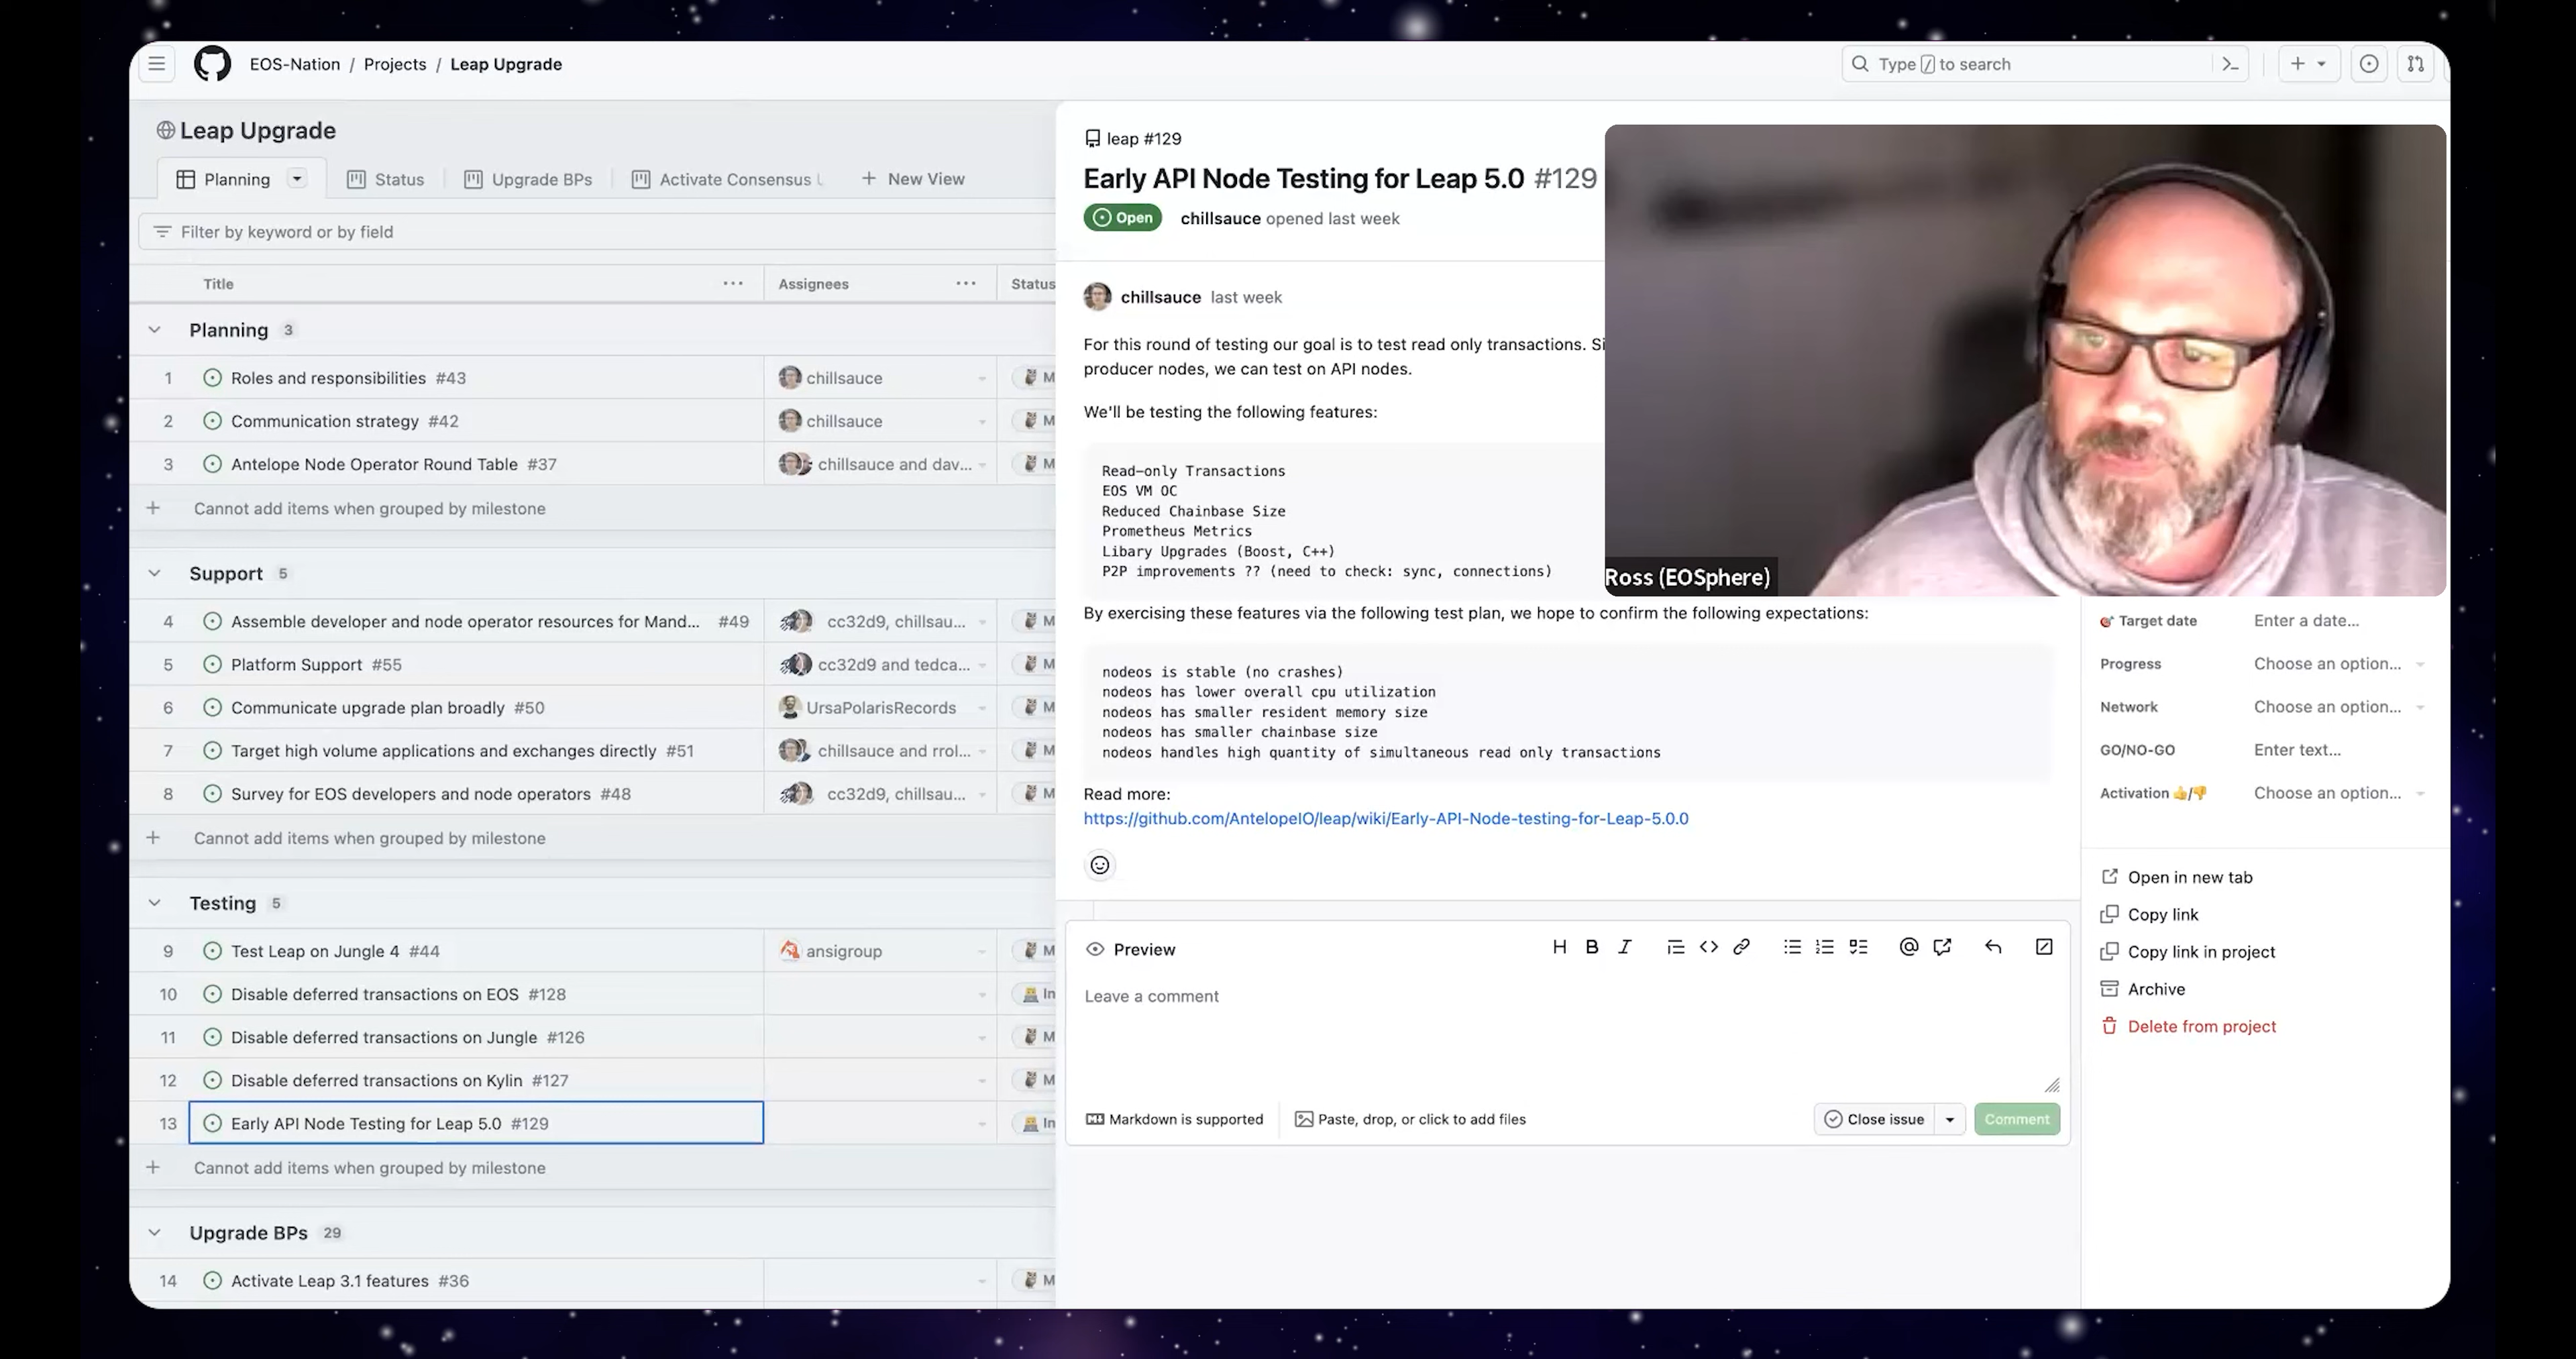 EOS-Nation / Projects / Leap Upgrade
Type / to search
Leap Upgrade
Planning
Status
Upgrade BPs
Activate Consensus
New View
Filter by keyword or by field
Title
Assignees
Status
Planning 3
1 Roles and responsibilities #43 chillsauce
2 Communication strategy #42 chillsauce
3 Antelope Node Operator Round Table #37 chillsauce and dav...
Cannot add items when grouped by milestone
Support 5
4 Assemble developer and node operator resources for Mand... #49 cc32d9, chillsau...
5 Platform Support #55 cc32d9 and tedca...
6 Communicate upgrade plan broadly #50 UrsaPolarisRecords
7 Target high volume applications and exchanges directly #51 chillsauce and rrol...
8 Survey for EOS developers and node operators #48 cc32d9, chillsau...
Cannot add items when grouped by milestone
Testing 5
9 Test Leap on Jungle 4 #44 ansigroup
10 Disable deferred transactions on EOS #128
11 Disable deferred transactions on Jungle #126
12 Disable deferred transactions on Kylin #127
13 Early API Node Testing for Leap 5.0 #129
Cannot add items when grouped by milestone
Upgrade BPs 29
14 Activate Leap 3.1 features #36
leap #129
Early API Node Testing for Leap 5.0 #129
Open
chillsauce opened last week
chillsauce last week
For this round of testing our goal is to test read only transactions. Si
producer nodes, we can test on API nodes.
We'll be testing the following features:
Read-only Transactions
EOS VM OC
Reduced Chainbase Size
Prometheus Metrics
Libary Upgrades (Boost, C++)
P2P improvements ?? (need to check: sync, connections)
By exercising these features via the following test plan, we hope to confirm the following expectations:
nodeos is stable (no crashes)
nodeos has lower overall cpu utilization
nodeos has smaller resident memory size
nodeos has smaller chainbase size
nodeos handles high quantity of simultaneous read only transactions
Read more:
https://github.com/AntelopeIO/leap/wiki/Early-API-Node-testing-for-Leap-5.0.0
Preview
Leave a comment
Markdown is supported
Paste, drop, or click to add files
Close issue
Comment
Ross (EOSphere)
Target date Enter a date...
Progress Choose an option...
Network Choose an option...
GO/NO-GO Enter text...
Activation 👍/👎 Choose an option...
Open in new tab
Copy link
Copy link in project
Archive
Delete from project